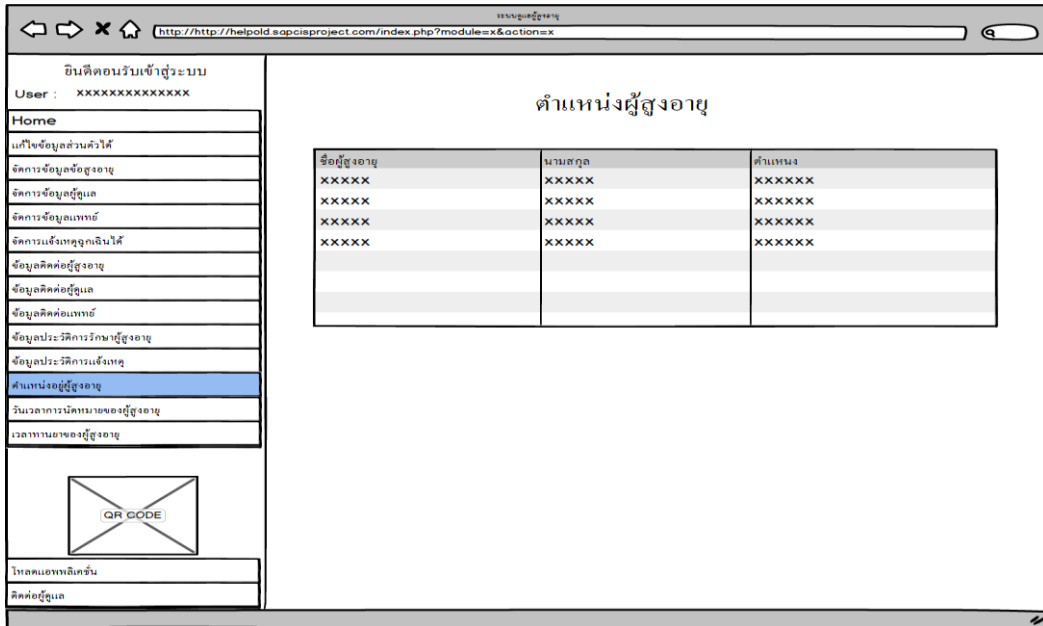 ระบบดูแลผู้สูงอายุ
http://http://helpold.sapcisproject.com/index.php?module=x&action=x
ยินดีตอนรับเข้าสู่ระบบ
User : xxxxxxxxxxxxxx
Home
แก้ไขข้อมูลส่วนตัวได้
จัดการข้อมูลข้อสูงอายุ
จัดการข้อมูลผู้ดูแล
จัดการข้อมูลแพทย์
จัดการแจ้งเหตุฉุกเฉินได้
ข้อมูลติดต่อผู้สูงอายุ
ข้อมูลติดต่อผู้ดูแล
ข้อมูลติดต่อแพทย์
ข้อมูลประวัติการรักษาผู้สูงอายุ
ข้อมูลประวัติการแจ้งเหตุ
ตำแหน่งอยู่ผู้สูงอายุ
วันเวลาการนัดหมายของผู้สูงอายุ
เวลาทานยาของผู้สูงอายุ
QR CODE
โหลดแอพพลิเคชั่น
ติดต่อผู้ดูแล
ตำแหน่งผู้สูงอายุ
ชื่อผู้สูงอายุ นามสกุล ตำแหนง
xxxxx xxxxx xxxxxx
xxxxx xxxxx xxxxxx
xxxxx xxxxx xxxxxx
xxxxx xxxxx xxxxxx